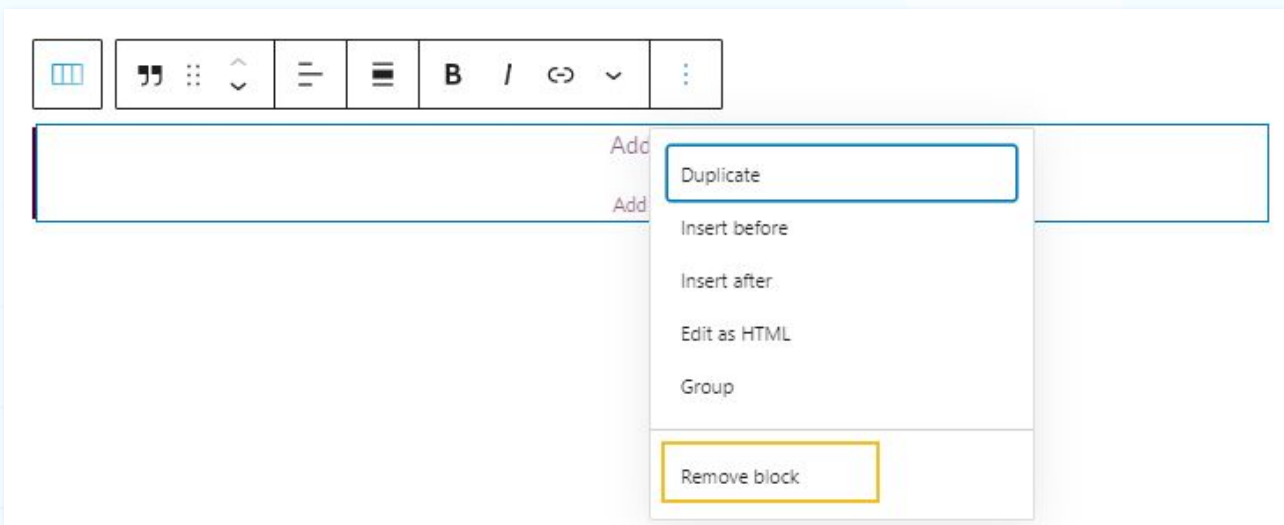 B I
Add
Add
Duplicate
Insert before
Insert after
Edit as HTML
Group
Remove block